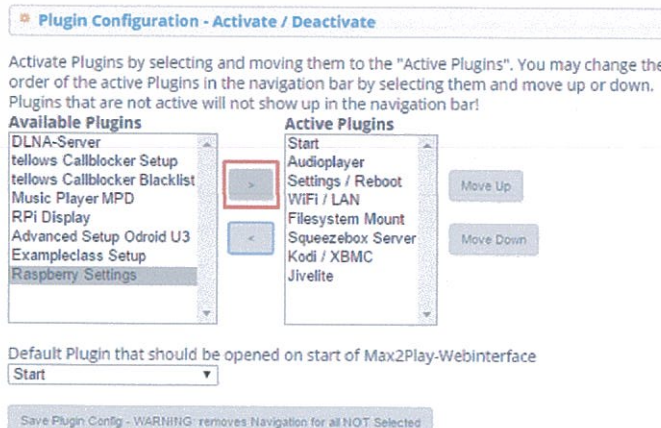 Plugin Configuration - Activate / Deactivate
Activate Plugins by selecting and moving them to the "Active Plugins". You may change the
order of the active Plugins in the navigation bar by selecting them and move up or down.
Plugins that are not active will not show up in the navigation bar!
Available Plugins
DLNA-Server
tellows Callblocker Setup
tellows Callblocker Blacklist
Music Player MPD
RPi Display
Advanced Setup Odroid U3
Exampleclass Setup
Raspberry Settings
>
<
Active Plugins
Start
Audioplayer
Settings / Reboot
WiFi / LAN
Filesystem Mount
Squeezebox Server
Kodi / XBMC
Jivelite
Move Up
Move Down
Default Plugin that should be opened on start of Max2Play-Webinterface
Start
Save Plugin Config - WARNING: removes Navigation for all NOT Selected